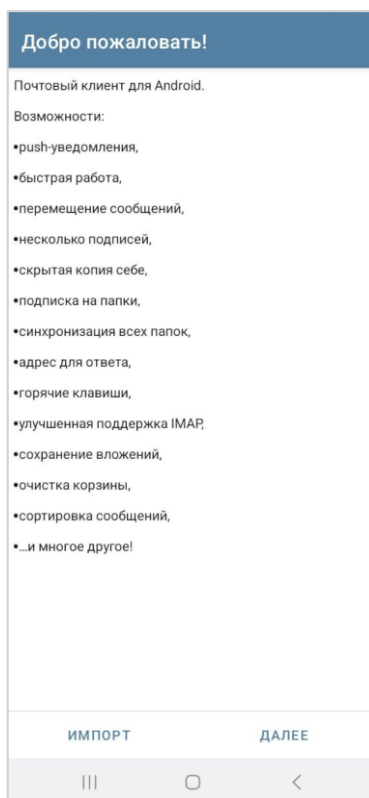 Добро пожаловать!
Почтовый клиент для Android.
Возможности:
•push-уведомления,
•быстрая работа,
•перемещение сообщений,
•несколько подписей,
•скрытая копия себе,
•подписка на папки,
•синхронизация всех папок,
•адрес для ответа,
•горячие клавиши,
•улучшенная поддержка IMAP,
•сохранение вложений,
•очистка корзины,
•сортировка сообщений,
•…и многое другое!
ИМПОРТ ДАЛЕЕ